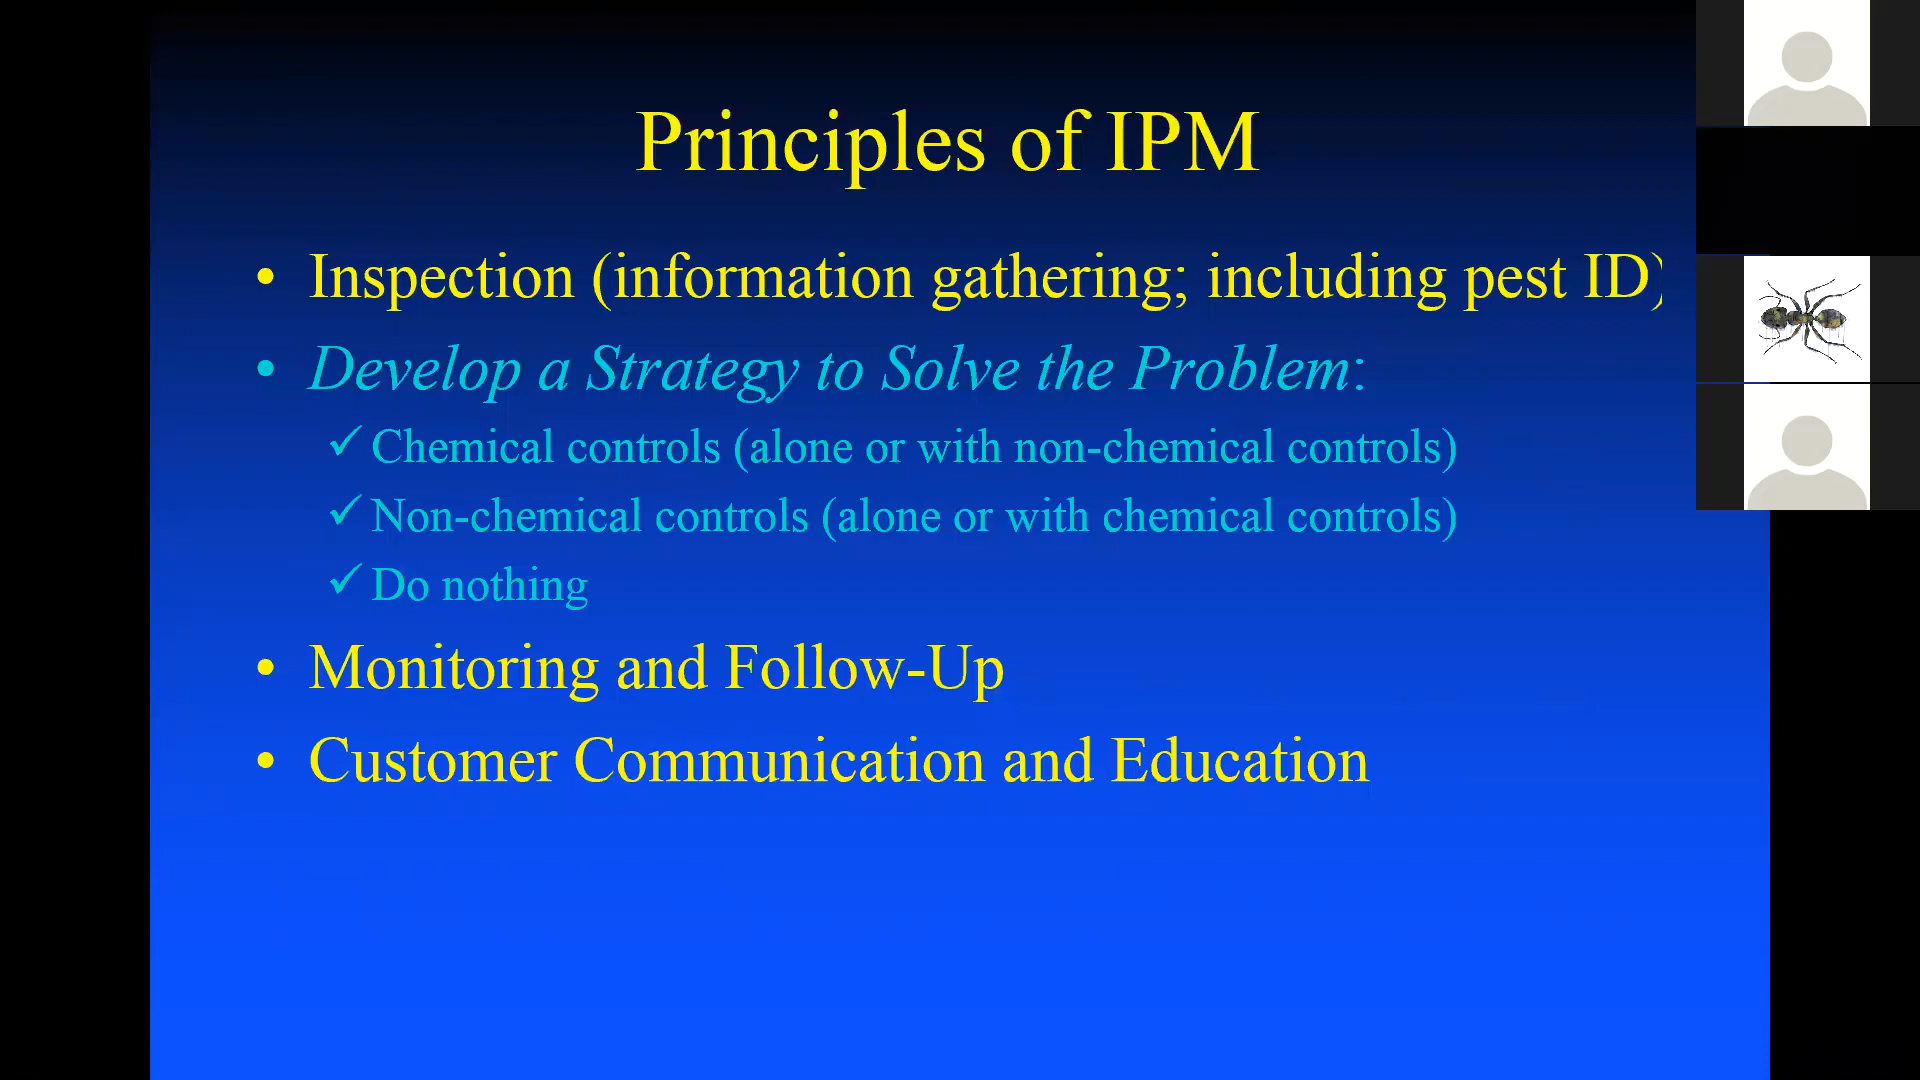 Principles of IPM
• Inspection (information gathering; including pest ID)
• Develop a Strategy to Solve the Problem:
✓ Chemical controls (alone or with non-chemical controls)
✓ Non-chemical controls (alone or with chemical controls)
✓ Do nothing
• Monitoring and Follow-Up
• Customer Communication and Education